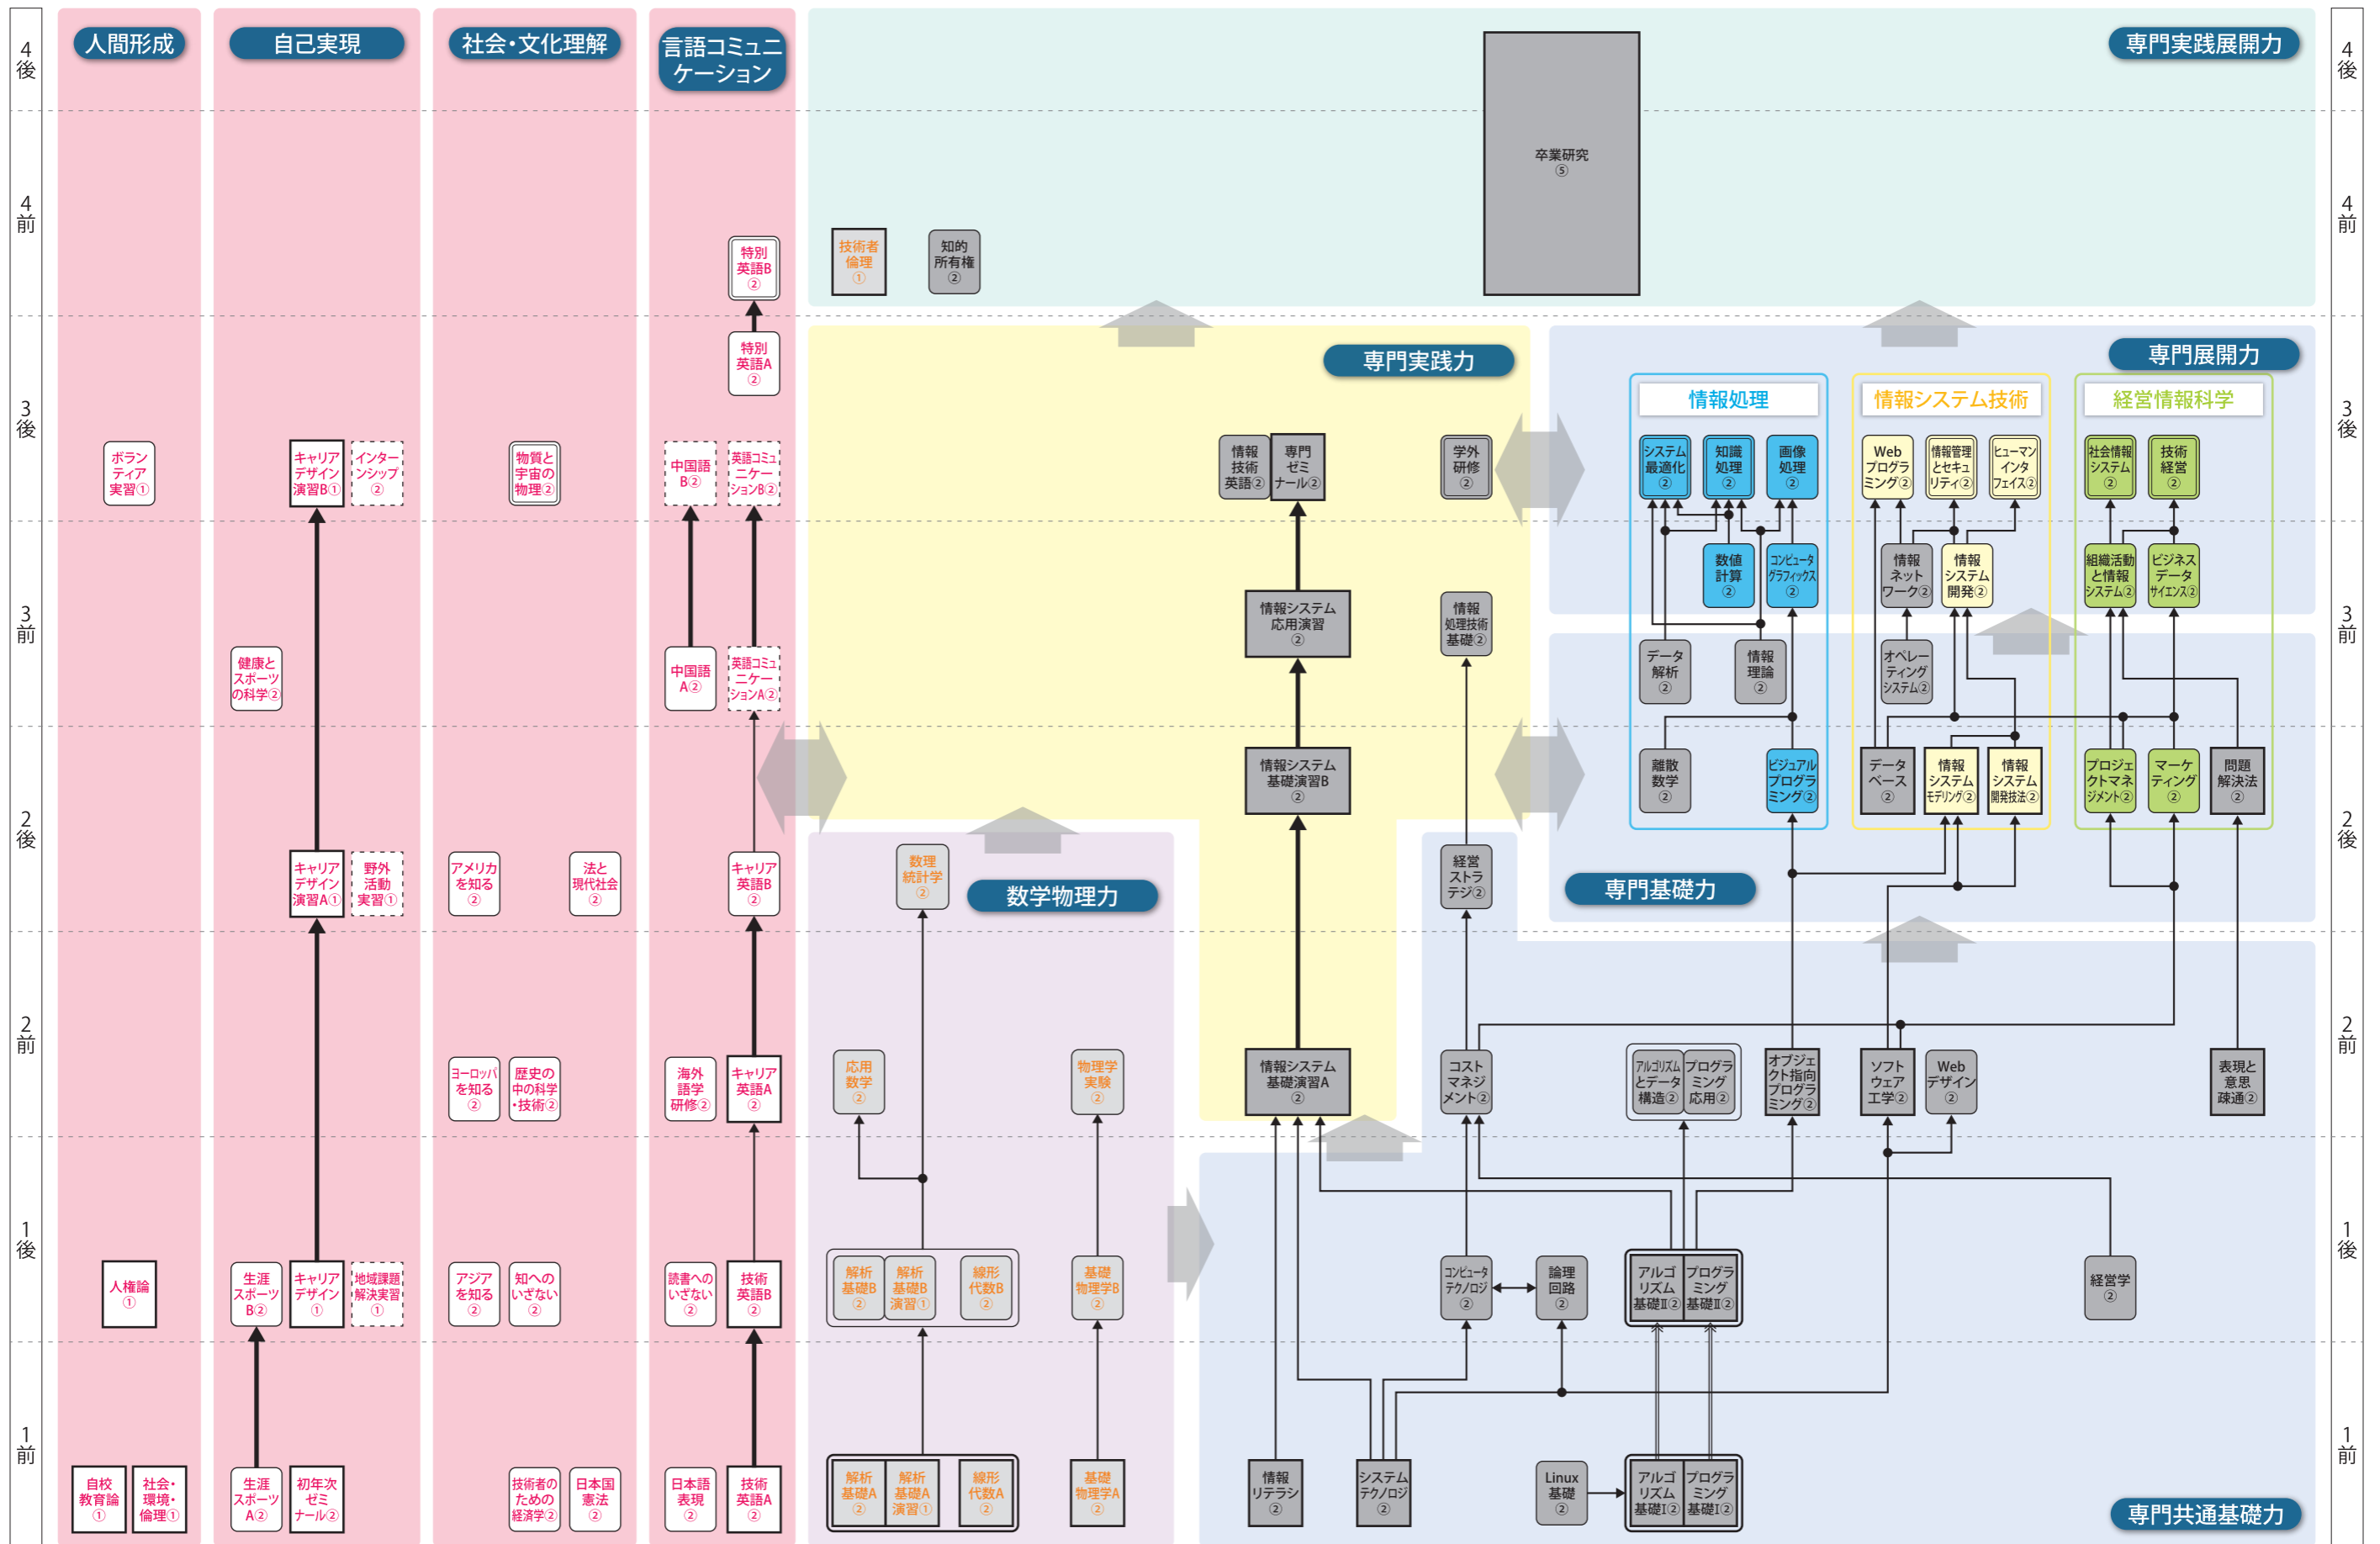 4
後
4
前
3
後
3
前
2
後
2
前
1
後
1
前
人間形成
ボラン
ティア
実習①
人権論
①
自校
教育論
①
社会・
環境・
倫理①
自己実現
キャリア
デザイン
演習B①
インター
ンシップ
②
健康と
スポーツ
の科学②
キャリア
デザイン
演習A①
野外
活動
実習①
生涯
スポーツ
B②
キャリア
デザイン
①
地域課題
解決実習
①
生涯
スポーツ
A②
初年次
ゼミ
ナール②
社会・文化理解
物質と
宇宙の
物理②
アメリカ
を知る
②
法と
現代社会
②
ヨーロッパ
を知る
②
歴史の
中の科学
・技術②
アジア
を知る
②
知への
いざない
②
技術者の
ための
経済学②
日本国
憲法
②
言語コミュニ
ケーション
特別
英語B
②
特別
英語A
②
中国語
B②
英語コミュ
ニケー
ションB②
中国語
A②
英語コミュ
ニケー
ションA②
キャリア
英語B
②
海外
語学
研修②
キャリア
英語A
②
読書への
いざない
②
技術
英語B
②
日本語
表現
②
技術
英語A
②
専門実践展開力
卒業研究
⑤
技術者
倫理
①
知的
所有権
②
専門実践力
情報
技術
英語②
専門
ゼミ
ナール②
学外
研修
②
情報システム
応用演習
②
情報
処理技術
基礎②
情報システム
基礎演習B
②
情報システム
基礎演習A
②
数学物理力
数理
統計学
②
応用
数学
②
物理学
実験
②
解析
基礎B
②
解析
基礎B
演習①
線形
代数B
②
基礎
物理学B
②
解析
基礎A
②
解析
基礎A
演習①
線形
代数A
②
基礎
物理学A
②
専門展開力
情報処理
システム
最適化
②
知識
処理
②
画像
処理
②
数値
計算
②
コンピュータ
グラフィックス
②
データ
解析
②
情報
理論
②
離散
数学
②
ビジュアル
プログラ
ミング②
情報システム技術
Web
プログラ
ミング②
情報管理
とセキュ
リティ②
ヒューマン
インタ
フェイス②
情報
ネット
ワーク②
情報
システム
開発②
オペレー
ティング
システム②
データ
ベース
②
情報
システム
モデリング②
情報
システム
開発技法②
経営情報科学
社会情報
システム
②
技術
経営
②
組織活動
と情報
システム②
ビジネス
データ
サイエンス②
プロジェ
クトマネ
ジメント②
マーケ
ティング
②
問題
解決法
②
専門基礎力
経営
ストラ
テジ②
コスト
マネジ
メント②
アルゴリズム
とデータ
構造②
プログラ
ミング
応用②
オブジェ
クト指向
プログラ
ミング②
ソフト
ウェア
工学②
Web
デザイン
②
表現と
意思
疎通②
コンピュータ
テクノロジ
②
論理
回路
②
アルゴ
リズム
基礎Ⅱ②
プログラ
ミング
基礎Ⅱ②
経営学
②
情報
リテラシ
②
システム
テクノロジ
②
Linux
基礎
②
アルゴ
リズム
基礎Ⅰ②
プログラ
ミング
基礎Ⅰ②
専門共通基礎力
4
後
4
前
3
後
3
前
2
後
2
前
1
後
1
前